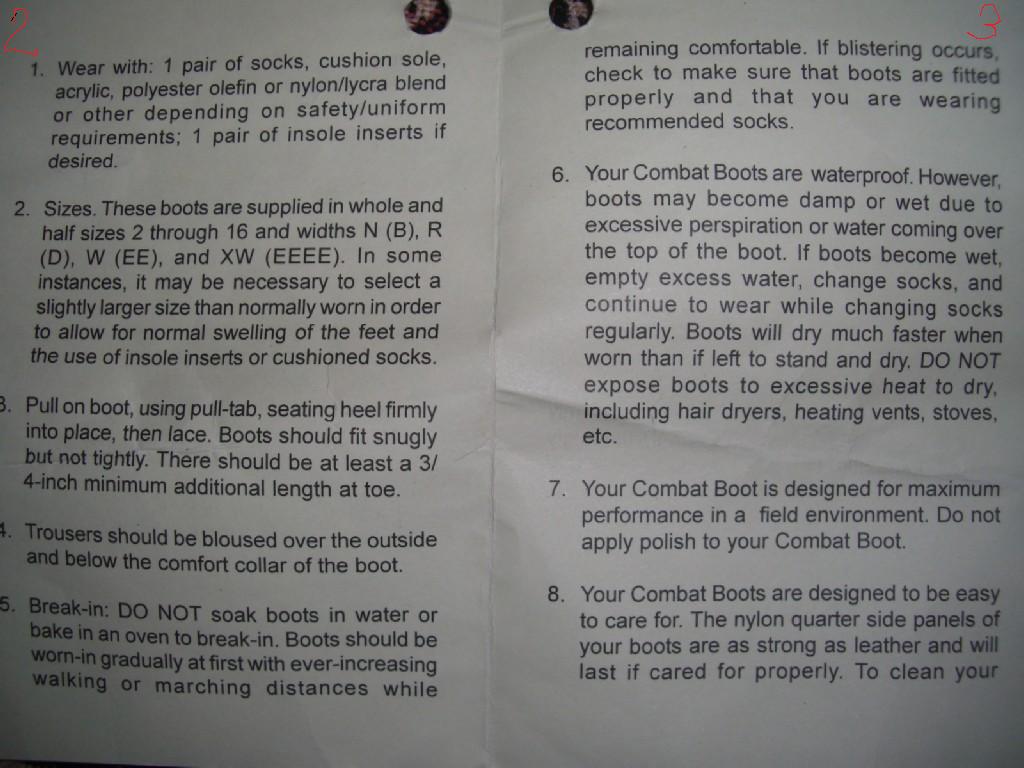 2
1. Wear with: 1 pair of socks, cushion sole,
acrylic, polyester olefin or nylon/lycra blend
or other depending on safety/uniform
requirements; 1 pair of insole inserts if
desired.
2. Sizes. These boots are supplied in whole and
half sizes 2 through 16 and widths N (B), R
(D), W (EE), and XW (EEEE). In some
instances, it may be necessary to select a
slightly larger size than normally worn in order
to allow for normal swelling of the feet and
the use of insole inserts or cushioned socks.
3. Pull on boot, using pull-tab, seating heel firmly
into place, then lace. Boots should fit snugly
but not tightly. There should be at least a 3/
4-inch minimum additional length at toe.
4. Trousers should be bloused over the outside
and below the comfort collar of the boot.
5. Break-in: DO NOT soak boots in water or
bake in an oven to break-in. Boots should be
worn-in gradually at first with ever-increasing
walking or marching distances while
3
remaining comfortable. If blistering occurs,
check to make sure that boots are fitted
properly and that you are wearing
recommended socks.
6. Your Combat Boots are waterproof. However,
boots may become damp or wet due to
excessive perspiration or water coming over
the top of the boot. If boots become wet,
empty excess water, change socks, and
continue to wear while changing socks
regularly. Boots will dry much faster when
worn than if left to stand and dry. DO NOT
expose boots to excessive heat to dry,
including hair dryers, heating vents, stoves,
etc.
7. Your Combat Boot is designed for maximum
performance in a field environment. Do not
apply polish to your Combat Boot.
8. Your Combat Boots are designed to be easy
to care for. The nylon quarter side panels of
your boots are as strong as leather and will
last if cared for properly. To clean your